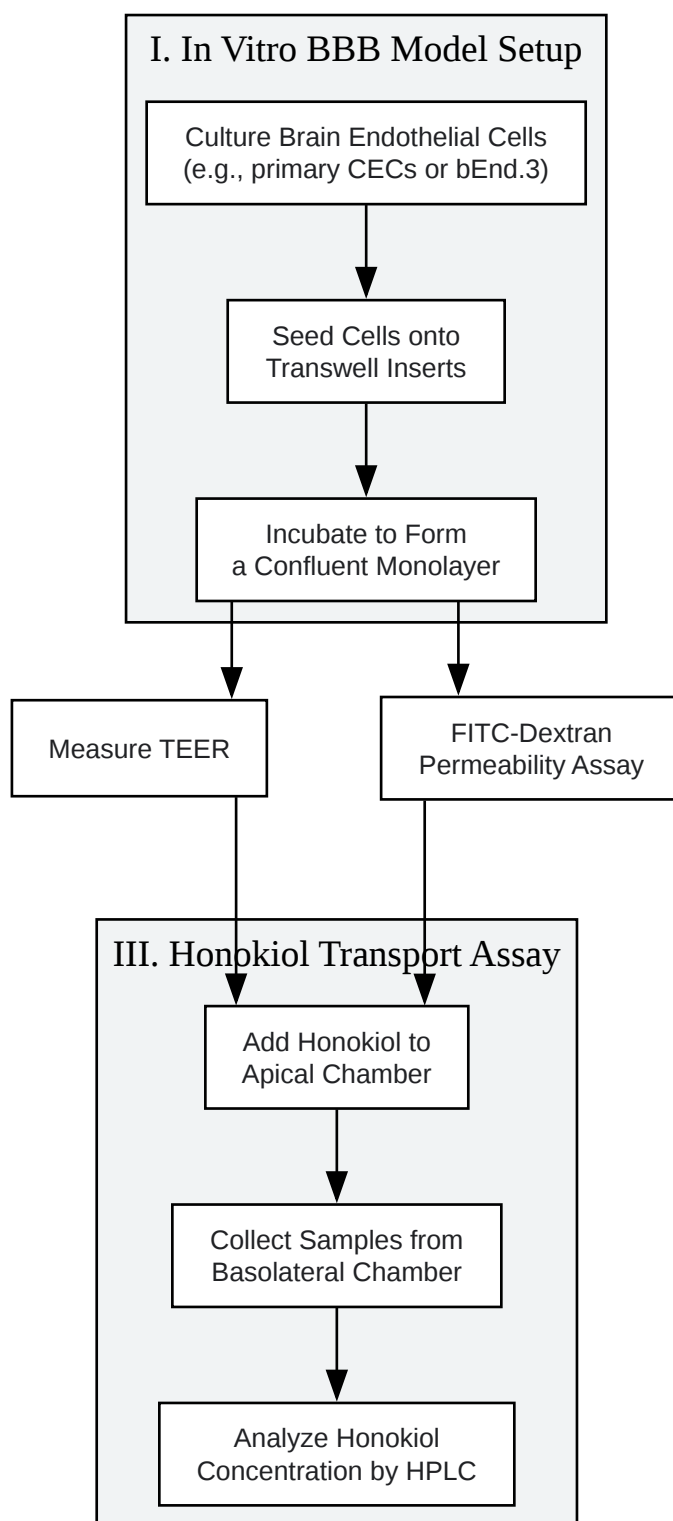 I. In Vitro BBB Model Setup
Culture Brain Endothelial Cells
(e.g., primary CECs or bEnd.3)
Seed Cells onto
Transwell Inserts
Incubate to Form
a Confluent Monolayer
Measure TEER
FITC-Dextran
Permeability Assay
III. Honokiol Transport Assay
Add Honokiol to
Apical Chamber
Collect Samples from
Basolateral Chamber
Analyze Honokiol
Concentration by HPLC